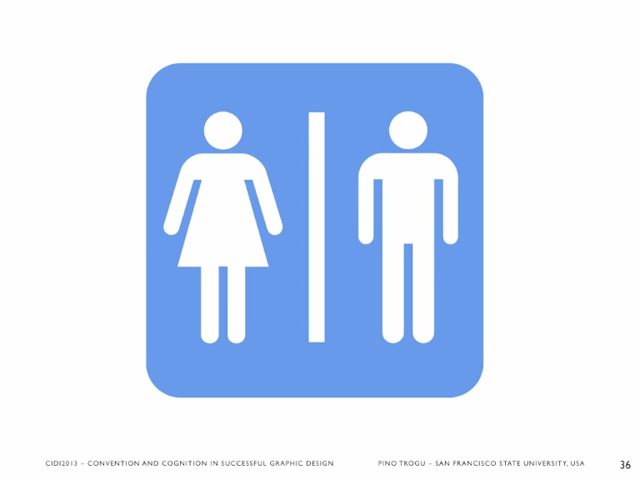 CIDI2013 – CONVENTION AND COGNITION IN SUCCESSFUL GRAPHIC DESIGN PINO TROGU – SAN FRANCISCO STATE UNIVERSITY, USA 36